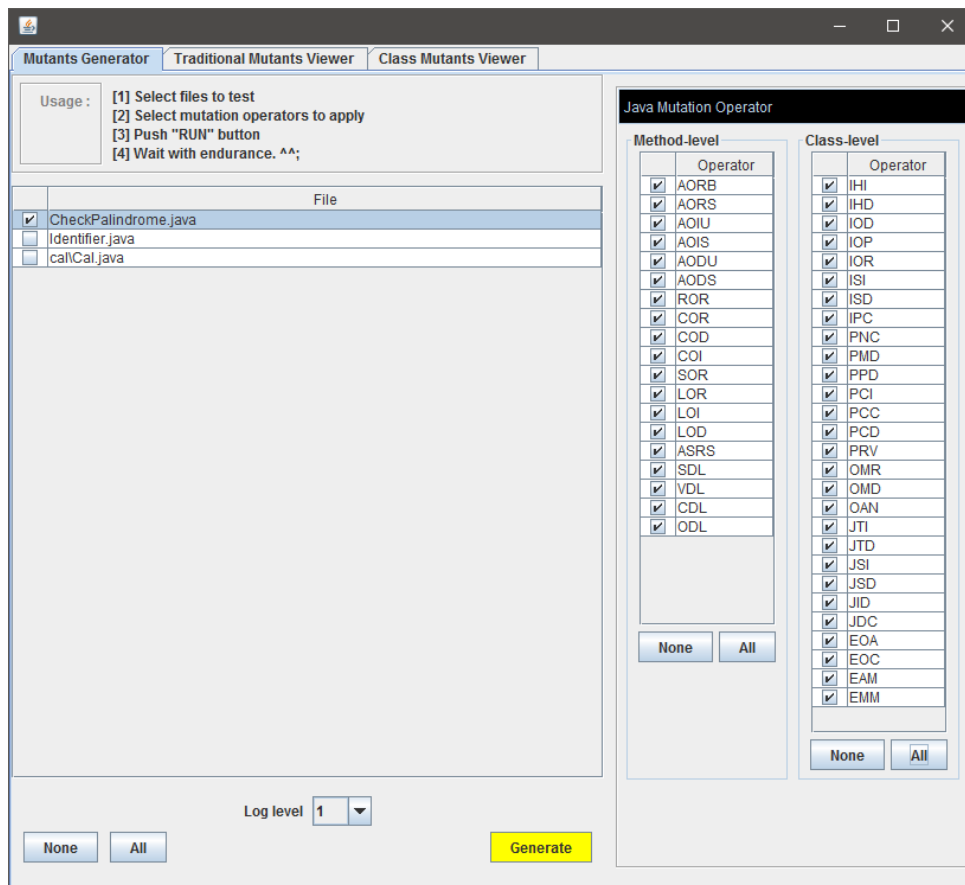 Mutants Generator Traditional Mutants Viewer Class Mutants Viewer
Usage :
[1] Select files to test
[2] Select mutation operators to apply
[3] Push "RUN" button
[4] Wait with endurance. ^^;
File
CheckPalindrome.java
Identifier.java
cal\Cal.java
Log level 1
None All
Generate
Java Mutation Operator
Method-level
Operator
AORB
AORS
AOIU
AOIS
AODU
AODS
ROR
COR
COD
COI
SOR
LOR
LOI
LOD
ASRS
SDL
VDL
CDL
ODL
None All
Class-level
Operator
IHI
IHD
IOD
IOP
IOR
ISI
ISD
IPC
PNC
PMD
PPD
PCI
PCC
PCD
PRV
OMR
OMD
OAN
JTI
JTD
JSI
JSD
JID
JDC
EOA
EOC
EAM
EMM
None All